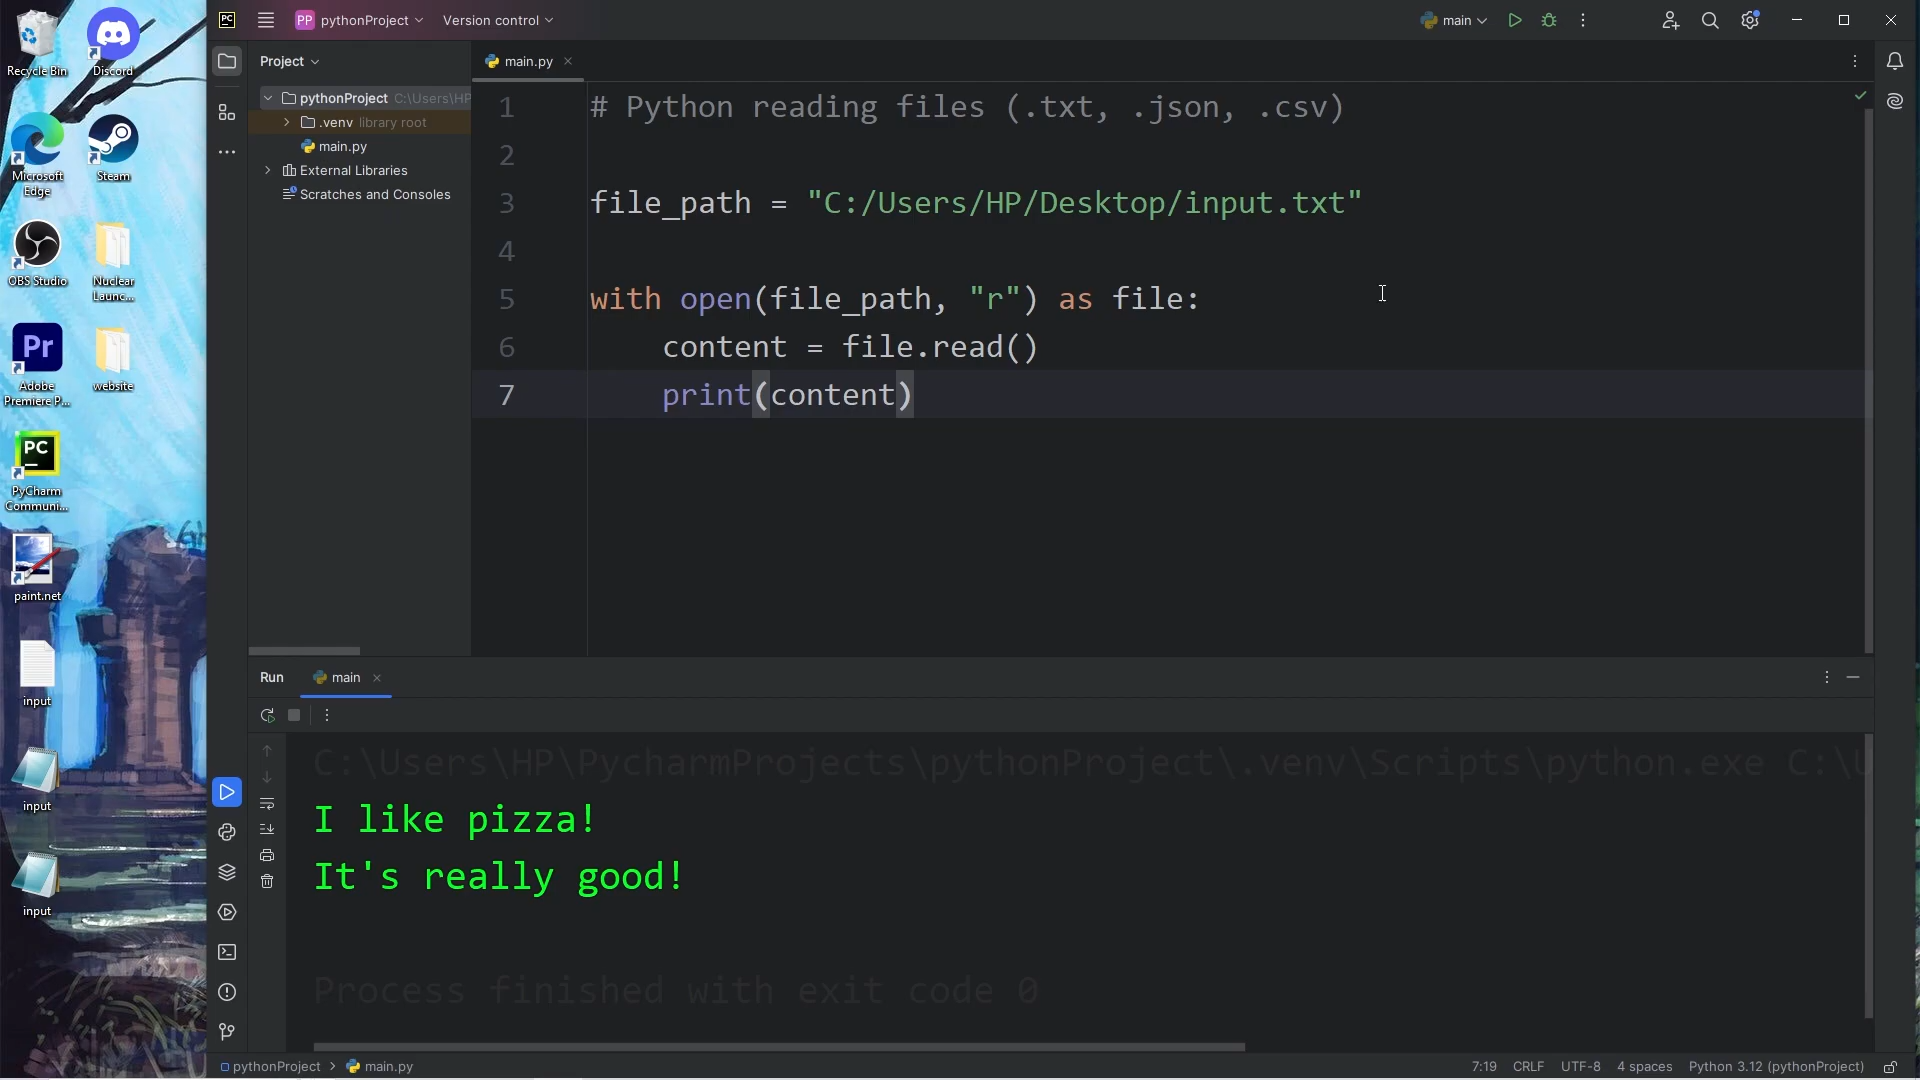 Recycle Bin
Discord
Microsoft
Edge
Steam
OBS Studio
Nuclear
Launc...
Pr
Adobe
Premiere P...
website
PC
PyCharm
Communi...
paint.net
input
input
input
PC
PP pythonProject
Version control
main
Project
pythonProject C:\Users\HP
.venv library root
main.py
External Libraries
Scratches and Consoles
main.py
1 # Python reading files (.txt, .json, .csv)
2
3 file_path = "C:/Users/HP/Desktop/input.txt"
4
5 with open(file_path, "r") as file:
6     content = file.read()
7     print(content)
Run
main
C:\Users\HP\PycharmProjects\pythonProject\.venv\Scripts\python.exe C:\U
I like pizza!
It's really good!
Process finished with exit code 0
pythonProject > main.py
7:19 CRLF UTF-8 4 spaces Python 3.12 (pythonProject)